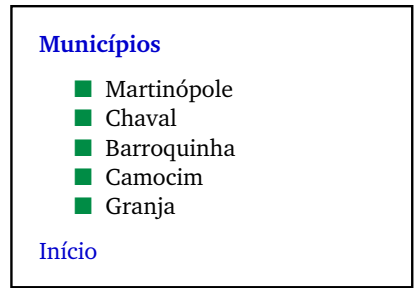 Municípios
Martinópole
Chaval
Barroquinha
Camocim
Granja
Início